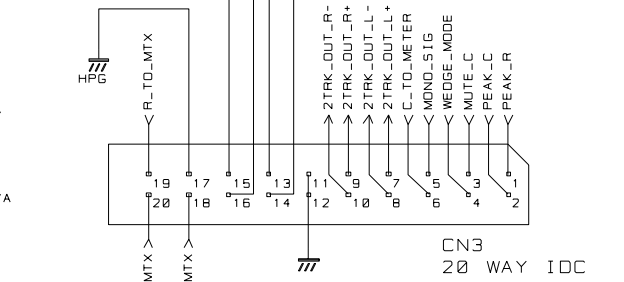 HPG
R_TO_MTX
2TRK_OUT_R-
2TRK_OUT_R+
2TRK_OUT_L-
2TRK_OUT_L+
C_TO_METER
MONO_SIG
WEDGE_MODE
MUTE_C
PEAK_C
PEAK_R
19 17 15 13 11 9 7 5 3 1
20 18 16 14 12 10 8 6 4 2
MTX
MTX
CN3
20 WAY IDC